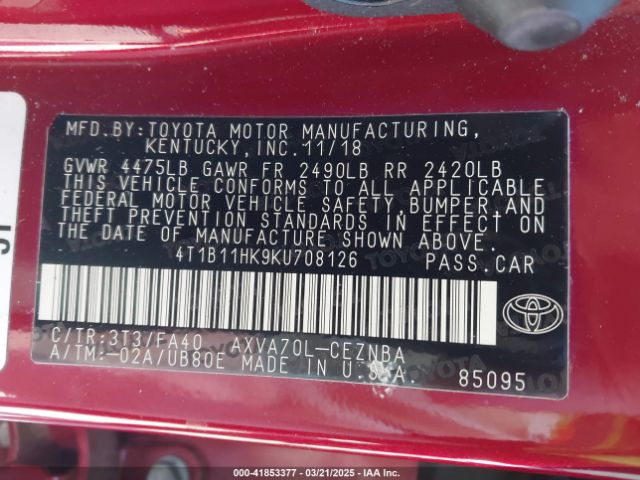 MFD.BY:TOYOTA MOTOR MANUFACTURING,
KENTUCKY,INC.11/18
GVWR 4475LB GAWR FR 2490LB RR 2420LB
THIS VEHICLE CONFORMS TO ALL APPLICABLE
FEDERAL MOTOR VEHICLE SAFETY,BUMPER,AND
THEFT PREVENTION STANDARDS IN EFFECT ON
THE DATE OF MANUFACTURE SHOWN ABOVE.
4T1B11HK9KU708126 PASS.CAR
C/TR:3T3/FA40 AXVA70L-CEZNBA
A/TM:-02A/UB80E MADE IN U.S.A.
85095
000-41853377 — 03/21/2025 — IAA Inc.